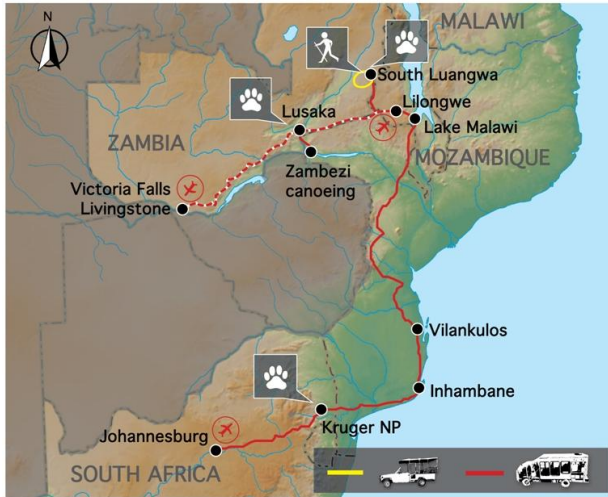 N
MALAWI
South Luangwa
Lilongwe
Lusaka
Lake Malawi
ZAMBIA
MOZAMBIQUE
Zambezi
canoeing
Victoria Falls
Livingstone
Vilankulos
Inhambane
Kruger NP
Johannesburg
SOUTH AFRICA